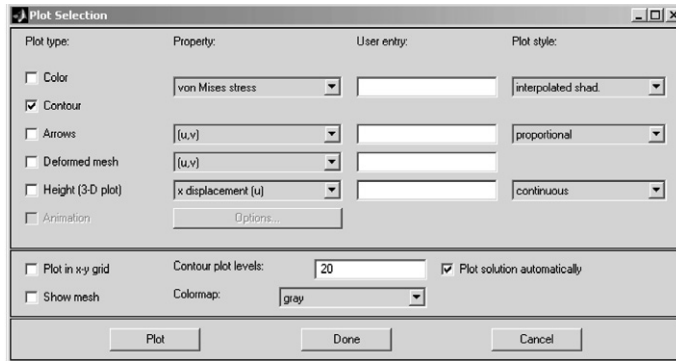 Plot Selection
Plot type: Property: User entry: Plot style:
Color
von Mises stress interpolated shad.
Contour
Arrows (u,v) proportional
Deformed mesh (u,v)
Height (3-D plot) x displacement (u) continuous
Animation Options...
Plot in x-y grid Contour plot levels: 20 Plot solution automatically
Show mesh Colormap: gray
Plot Done Cancel